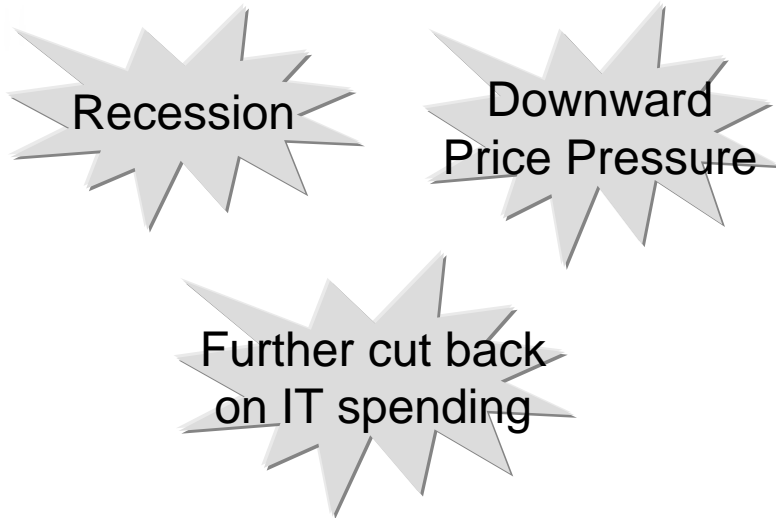 Recession
Downward
Price Pressure
Further cut back
on IT spending